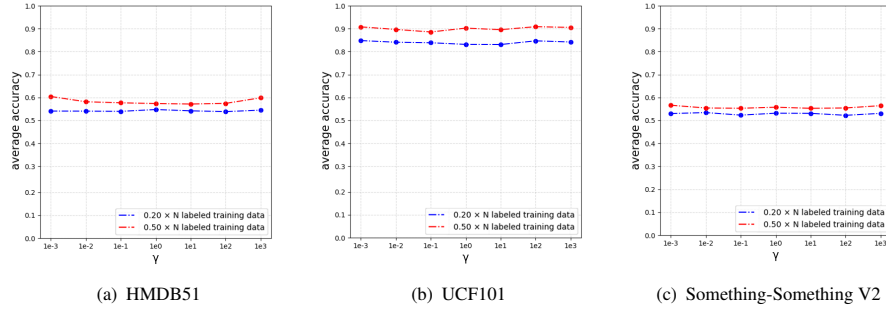 1.0
0.9
0.8
0.7
0.6
0.5
0.4
0.3
0.2
0.1
0.0
average accuracy
0.20 × N labeled training data
0.50 × N labeled training data
1e-3 1e-2 1e-1 1e0 1e1 1e2 1e3
γ
(a) HMDB51
1.0
0.9
0.8
0.7
0.6
0.5
0.4
0.3
0.2
0.1
0.0
average accuracy
0.20 × N labeled training data
0.50 × N labeled training data
1e-3 1e-2 1e-1 1e0 1e1 1e2 1e3
γ
(b) UCF101
1.0
0.9
0.8
0.7
0.6
0.5
0.4
0.3
0.2
0.1
0.0
average accuracy
0.20 × N labeled training data
0.50 × N labeled training data
1e-3 1e-2 1e-1 1e0 1e1 1e2 1e3
γ
(c) Something-Something V2